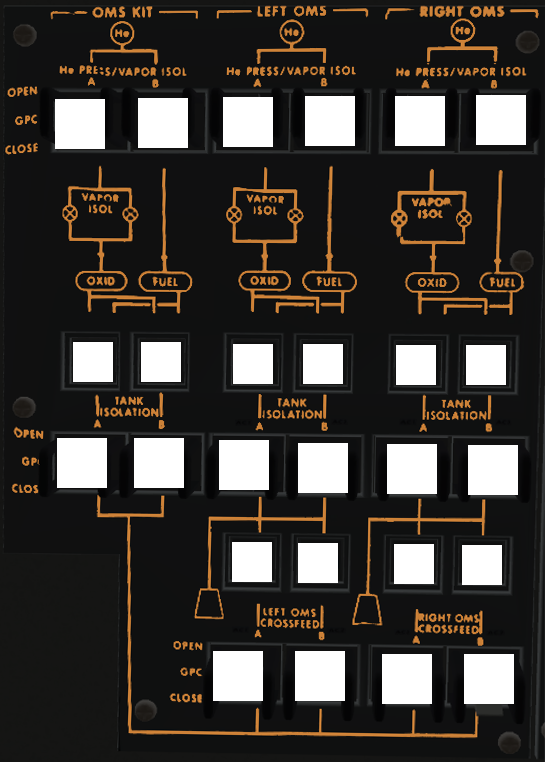 OMS KIT LEFT OMS RIGHT OMS
He He He
He PRESS/VAPOR ISOL He PRESS/VAPOR ISOL He PRESS/VAPOR ISOL
A B A B A B
OPEN
GPC
CLOSE
VAPOR ISOL VAPOR ISOL VAPOR ISOL
OXID FUEL OXID FUEL OXID FUEL
TANK ISOLATION TANK ISOLATION TANK ISOLATION
A B A B A B
OPEN
GP
CLOS
LEFT OMS CROSSFEED RIGHT OMS CROSSFEED
A B A B
OPEN
GPC
CLOSE